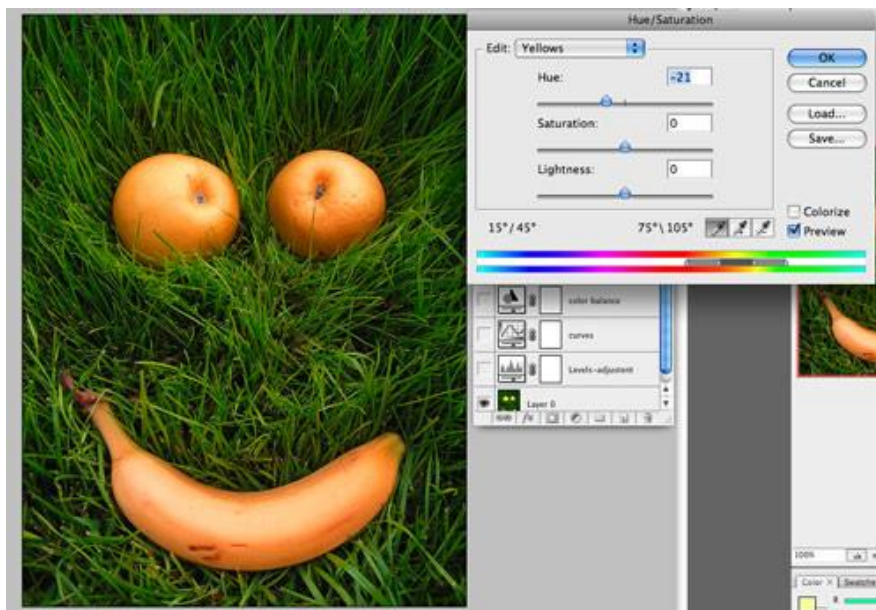 Hue/Saturation
Edit: Yellows
Hue: -21
Saturation: 0
Lightness: 0
OK
Cancel
Load...
Save...
Colorize
Preview
15°/45° 75°\105°
color balance
curves
Levels-adjustent
Layer 0
100%
Color × Swatche
R